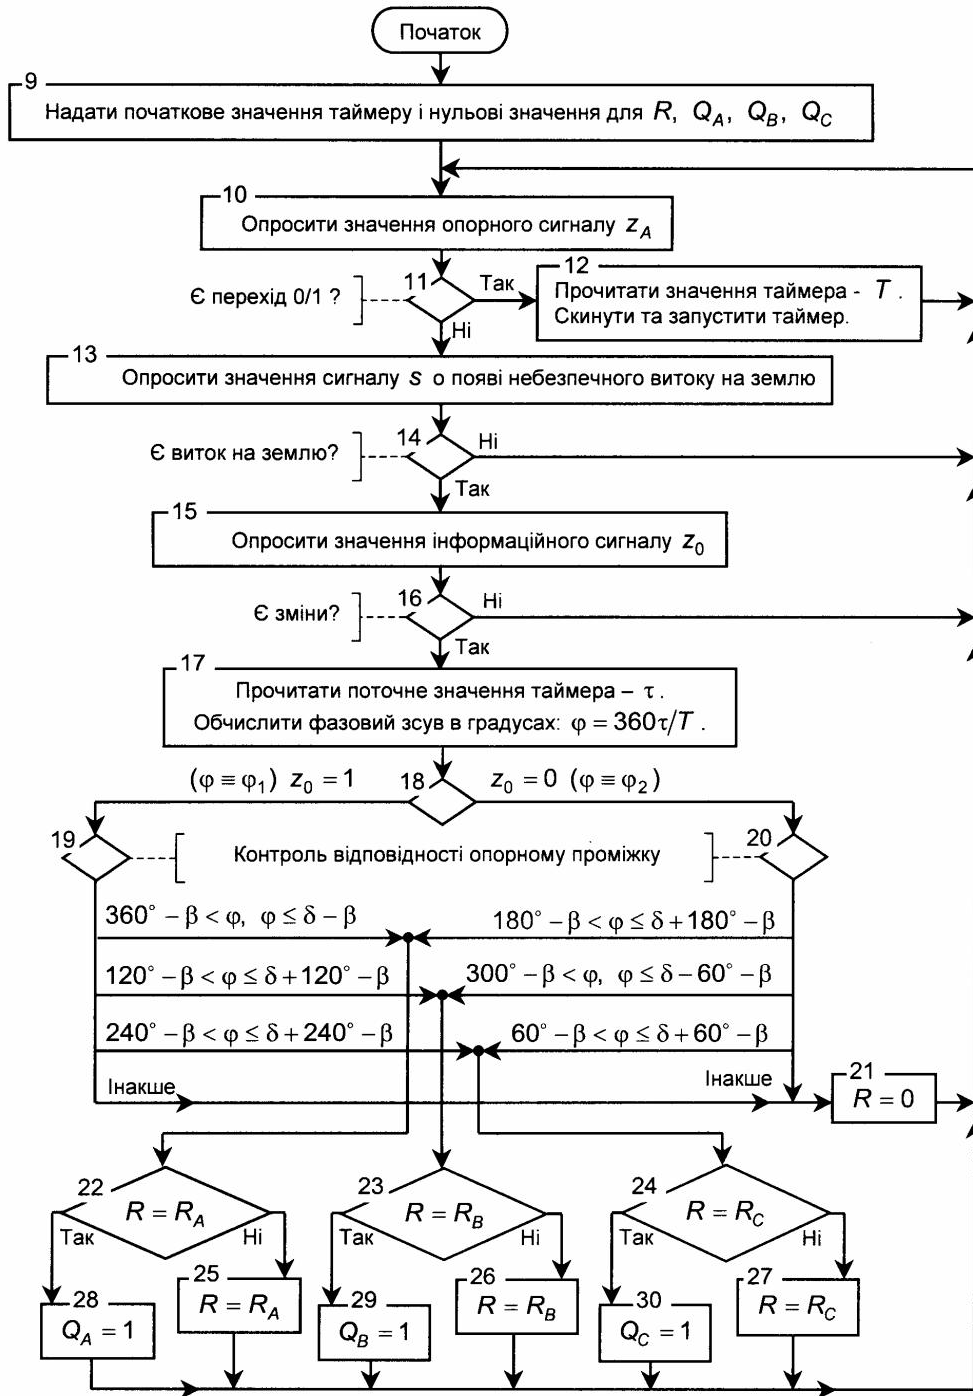 Початок
9
Надати початкове значення таймеру і нульові значення для R, Q_A, Q_B, Q_C
10
Опросити значення опорного сигналу z_A
Є перехід 0/1 ?
11
Так
Ні
12
Прочитати значення таймера - T .
Скинути та запустити таймер.
13
Опросити значення сигналу s о появі небезпечного витоку на землю
Є виток на землю?
14
Ні
Так
15
Опросити значення інформаційного сигналу z_0
Є зміни?
16
Ні
Так
17
Прочитати поточне значення таймера – τ .
Обчислити фазовий зсув в градусах: φ = 360τ/T .
(φ ≡ φ_1) z_0 = 1
18
z_0 = 0 (φ ≡ φ_2)
19
Контроль відповідності опорному проміжку
20
360° − β < φ, φ ≤ δ − β
180° − β < φ ≤ δ + 180° − β
120° − β < φ ≤ δ + 120° − β
300° − β < φ, φ ≤ δ − 60° − β
240° − β < φ ≤ δ + 240° − β
60° − β < φ ≤ δ + 60° − β
Інакше
Інакше
21
R = 0
22
R = R_A
Так
Ні
23
R = R_B
Так
Ні
24
R = R_C
Так
Ні
28
Q_A = 1
25
R = R_A
29
Q_B = 1
26
R = R_B
30
Q_C = 1
27
R = R_C